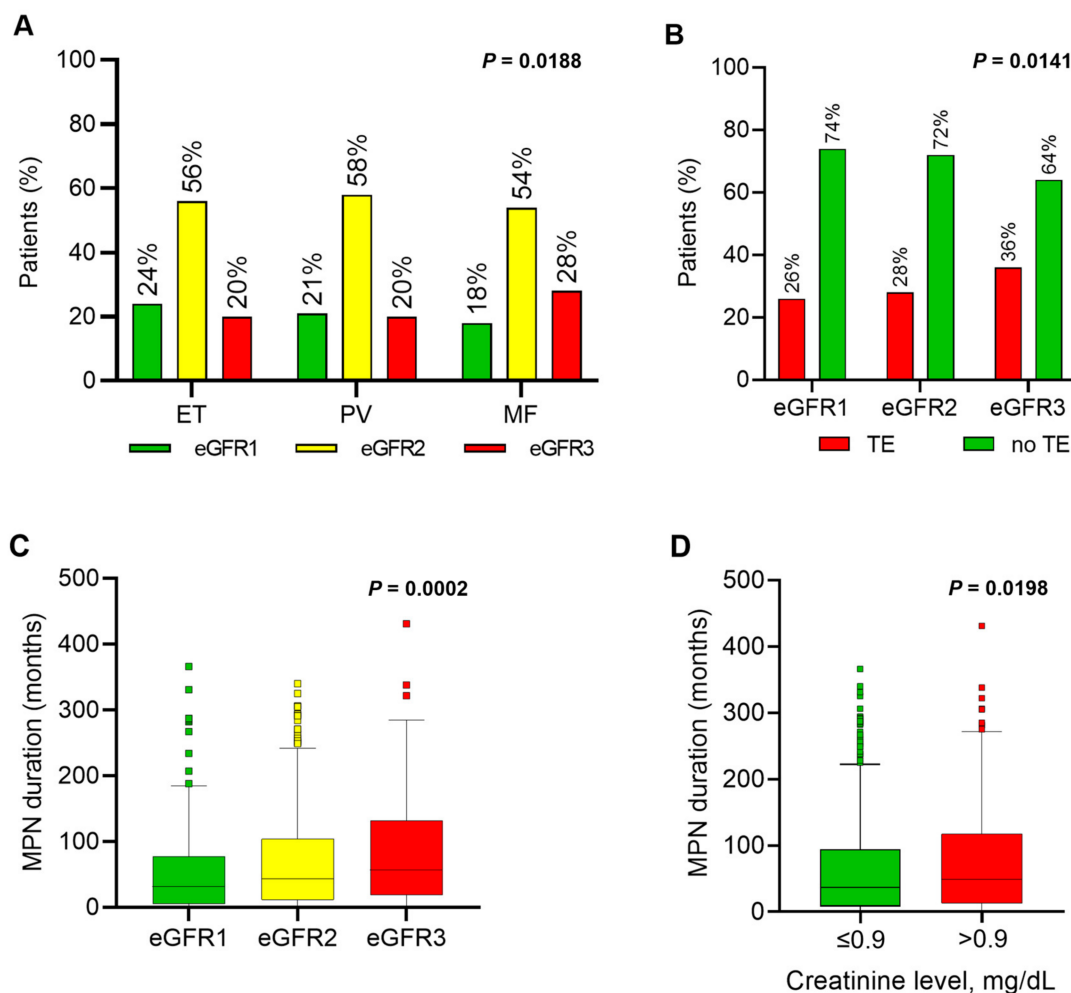 A
P = 0.0188
100
80
60
40
20
0
Patients (%)
24%
56%
20%
21%
58%
20%
18%
54%
28%
ET PV MF
eGFR1 eGFR2 eGFR3
B
P = 0.0141
100
80
60
40
20
0
Patients (%)
26%
74%
28%
72%
36%
64%
eGFR1 eGFR2 eGFR3
TE no TE
C
P = 0.0002
500
400
300
200
100
0
MPN duration (months)
eGFR1 eGFR2 eGFR3
D
P = 0.0198
500
400
300
200
100
0
MPN duration (months)
≤0.9 >0.9
Creatinine level, mg/dL